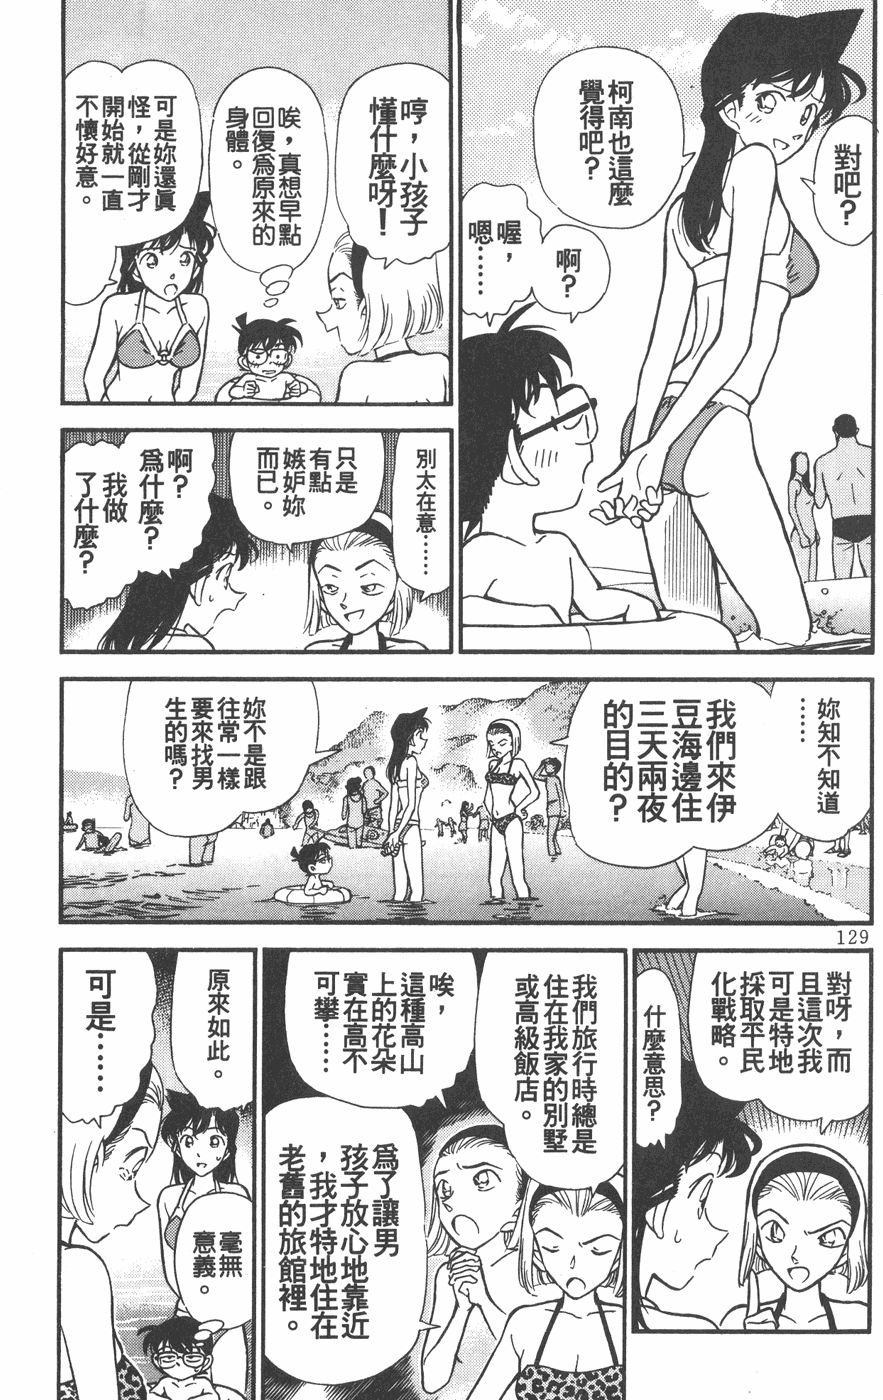 對吧?
柯南也這麼
覺得吧?
啊?
喔,
嗯……
哼,小孩子
懂什麼呀!
唉,真想早點
回復為原來的
身體。
可是妳還真
怪,從剛才
開始就一直
不懷好意。
別太在意……
只是
有點
嫉妒妳
而已。
啊?
為什麼?
我做
了什麼?
妳知不知道
……
我們來伊
豆海邊住
三天兩夜
的目的?
妳不是跟
往常一樣
要來找男
生的嗎?
129
對呀,而
且這次我
可是特地
採取平民
化戰略。
什麼意思?
我們旅行時總是
住在我家的別墅
或高級飯店。
唉,
這種高山
上的花朵
實在高不
可攀……
為了讓男
孩子放心地靠近
,我才特地住在
老舊的旅館裡。
原來如此。
毫無
意義。
可是……